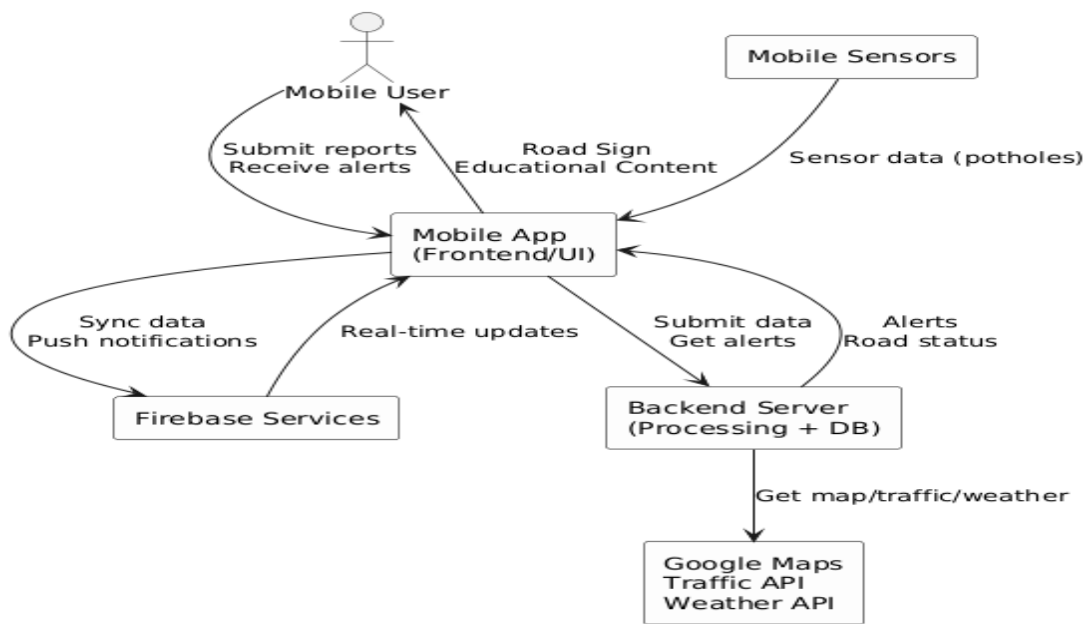 Mobile User
Mobile Sensors
Submit reports
Receive alerts
Road Sign
Educational Content
Sensor data (potholes)
Mobile App
(Frontend/UI)
Sync data
Push notifications
Real-time updates
Submit data
Get alerts
Alerts
Road status
Firebase Services
Backend Server
(Processing + DB)
Get map/traffic/weather
Google Maps
Traffic API
Weather API